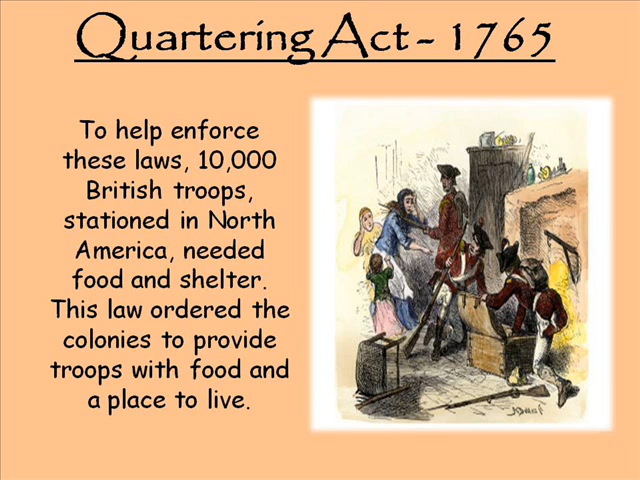 Quartering Act - 1765
To help enforce
these laws, 10,000
British troops,
stationed in North
America, needed
food and shelter.
This law ordered the
colonies to provide
troops with food and
a place to live.